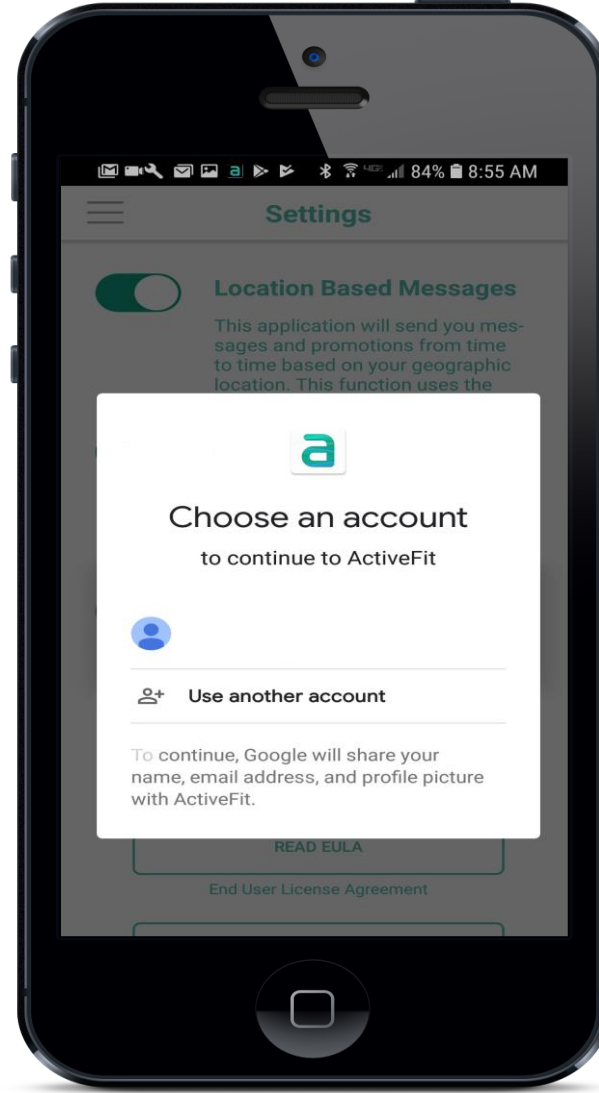 84% 8:55 AM
Settings
Location Based Messages
This application will send you mes-
sages and promotions from time
to time based on your geographic
location. This function uses the
a
Choose an account
to continue to ActiveFit
Use another account
To continue, Google will share your
name, email address, and profile picture
with ActiveFit.
READ EULA
End User License Agreement